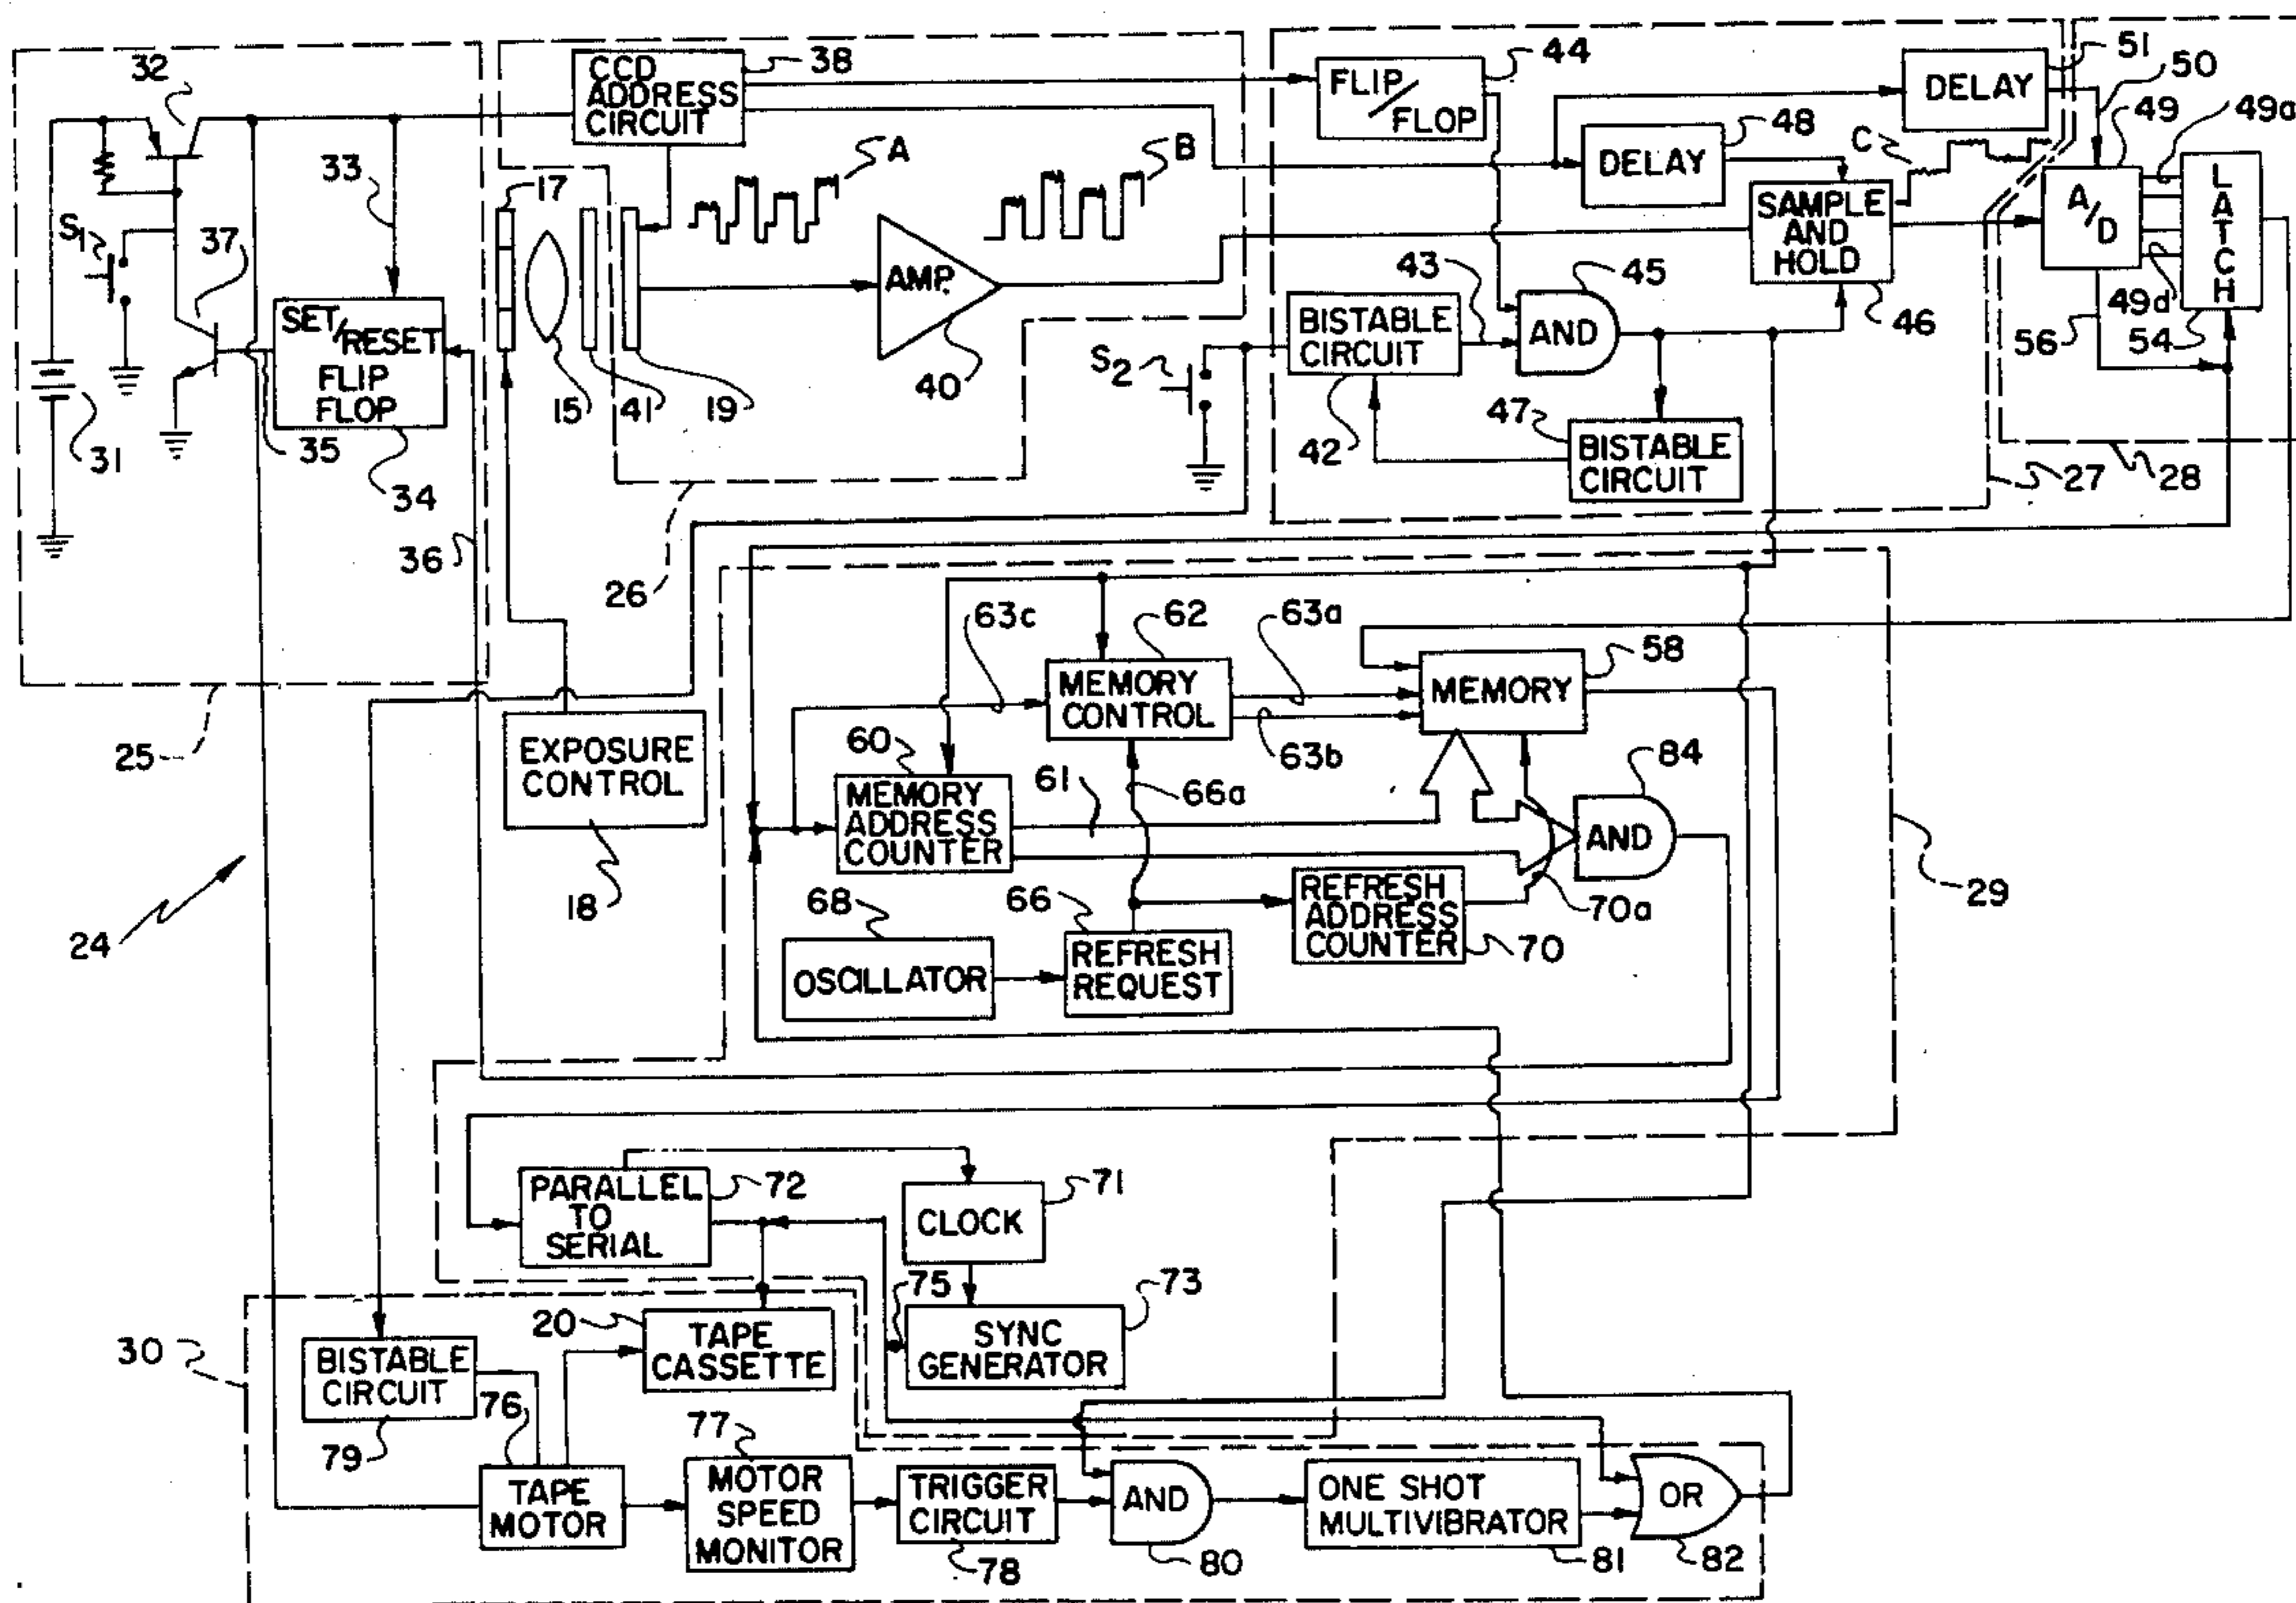 32
33
S1
37
SET/RESET
FLIP
FLOP
31
35
34
36
25
24
CCD
ADDRESS
CIRCUIT
38
17
15
41
19
A
B
AMP.
40
26
EXPOSURE
CONTROL
18
FLIP/FLOP
44
DELAY
48
DELAY
51
50
49
49a
C
SAMPLE
AND
HOLD
46
A/D
LATCH
49d
54
56
S2
BISTABLE
CIRCUIT
42
43
AND
45
47
BISTABLE
CIRCUIT
27
28
63c
62
63a
58
MEMORY
CONTROL
MEMORY
63b
60
MEMORY
ADDRESS
COUNTER
61
66a
84
AND
70a
29
68
OSCILLATOR
66
REFRESH
REQUEST
REFRESH
ADDRESS
COUNTER
70
PARALLEL
TO
SERIAL
72
CLOCK
71
75
73
SYNC
GENERATOR
20
TAPE
CASSETTE
30
BISTABLE
CIRCUIT
79
76
TAPE
MOTOR
77
MOTOR
SPEED
MONITOR
TRIGGER
CIRCUIT
78
AND
80
ONE SHOT
MULTIVIBRATOR
81
OR
82